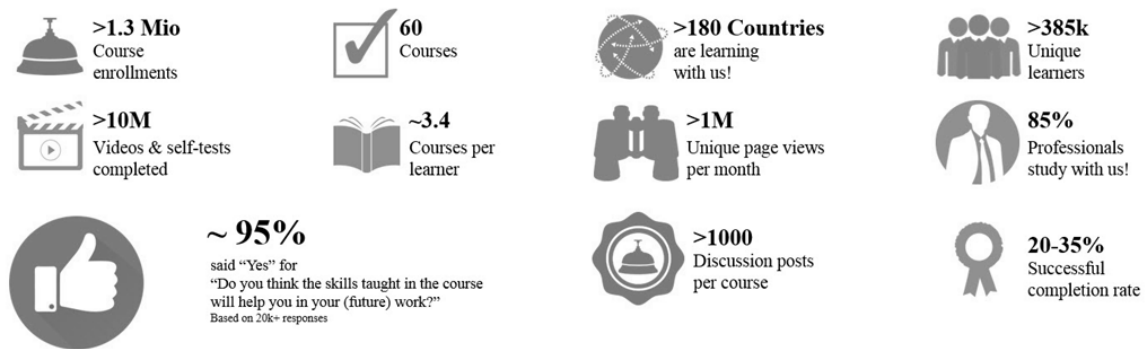 >1.3 Mio
Course
enrollments
60
Courses
>180 Countries
are learning
with us!
>385k
Unique
learners
>10M
Videos & self-tests
completed
~3.4
Courses per
learner
>1M
Unique page views
per month
85%
Professionals
study with us!
~ 95%
said “Yes” for
“Do you think the skills taught in the course
will help you in your (future) work?”
Based on 20k+ responses
>1000
Discussion posts
per course
20-35%
Successful
completion rate